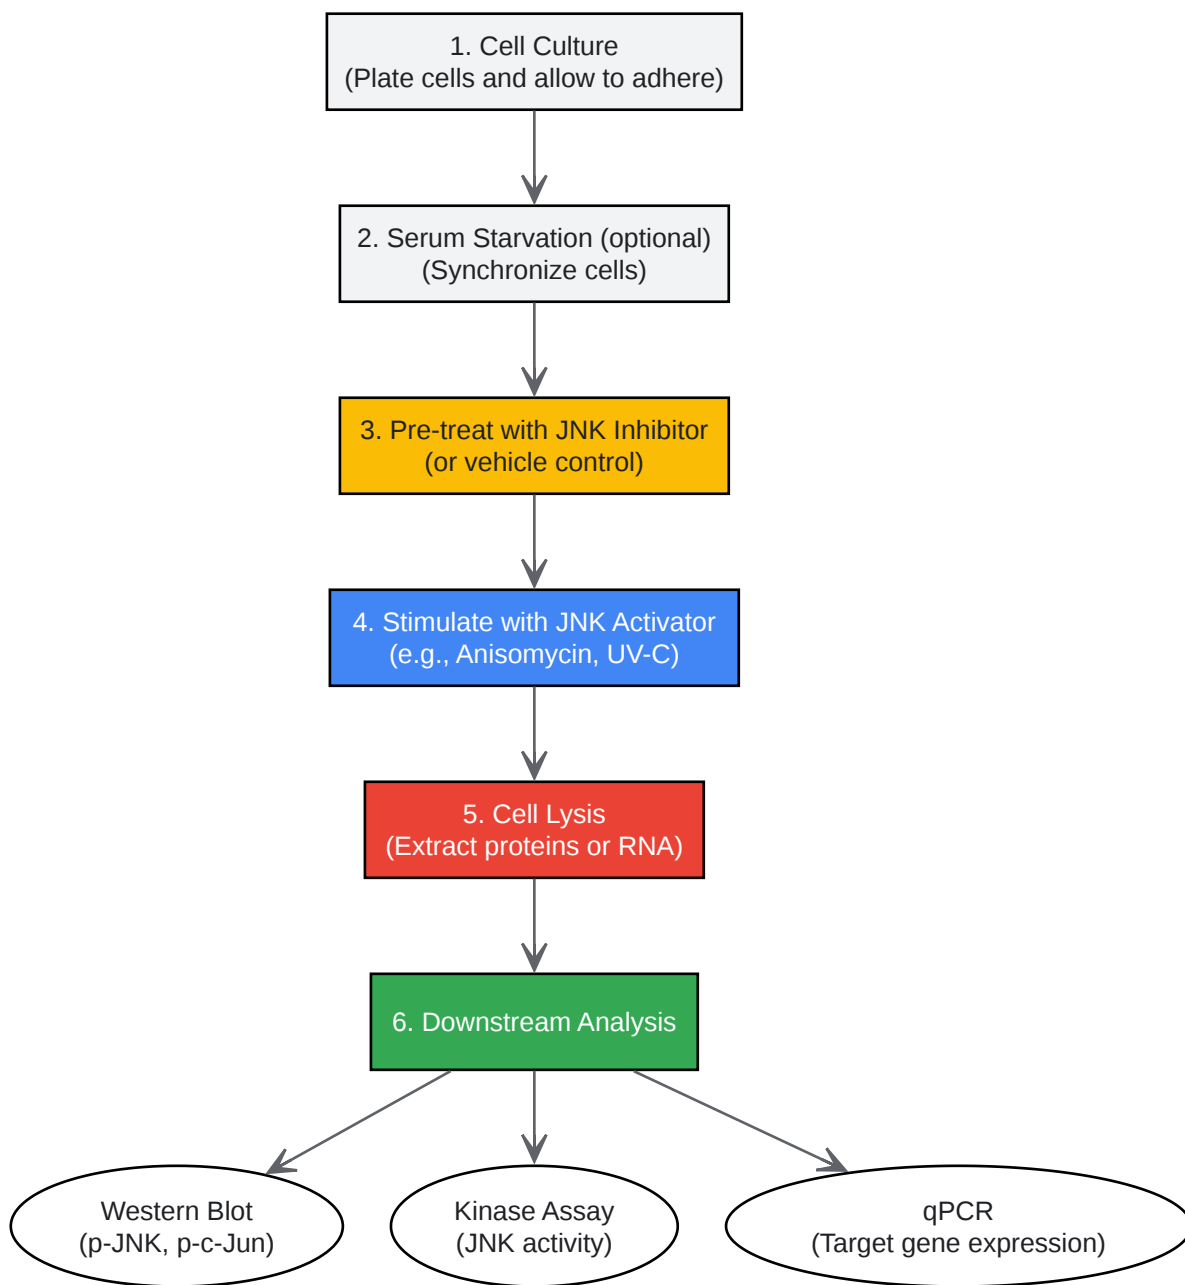 1. Cell Culture
(Plate cells and allow to adhere)
2. Serum Starvation (optional)
(Synchronize cells)
3. Pre-treat with JNK Inhibitor
(or vehicle control)
4. Stimulate with JNK Activator
(e.g., Anisomycin, UV-C)
5. Cell Lysis
(Extract proteins or RNA)
6. Downstream Analysis
Western Blot
(p-JNK, p-c-Jun)
Kinase Assay
(JNK activity)
qPCR
(Target gene expression)